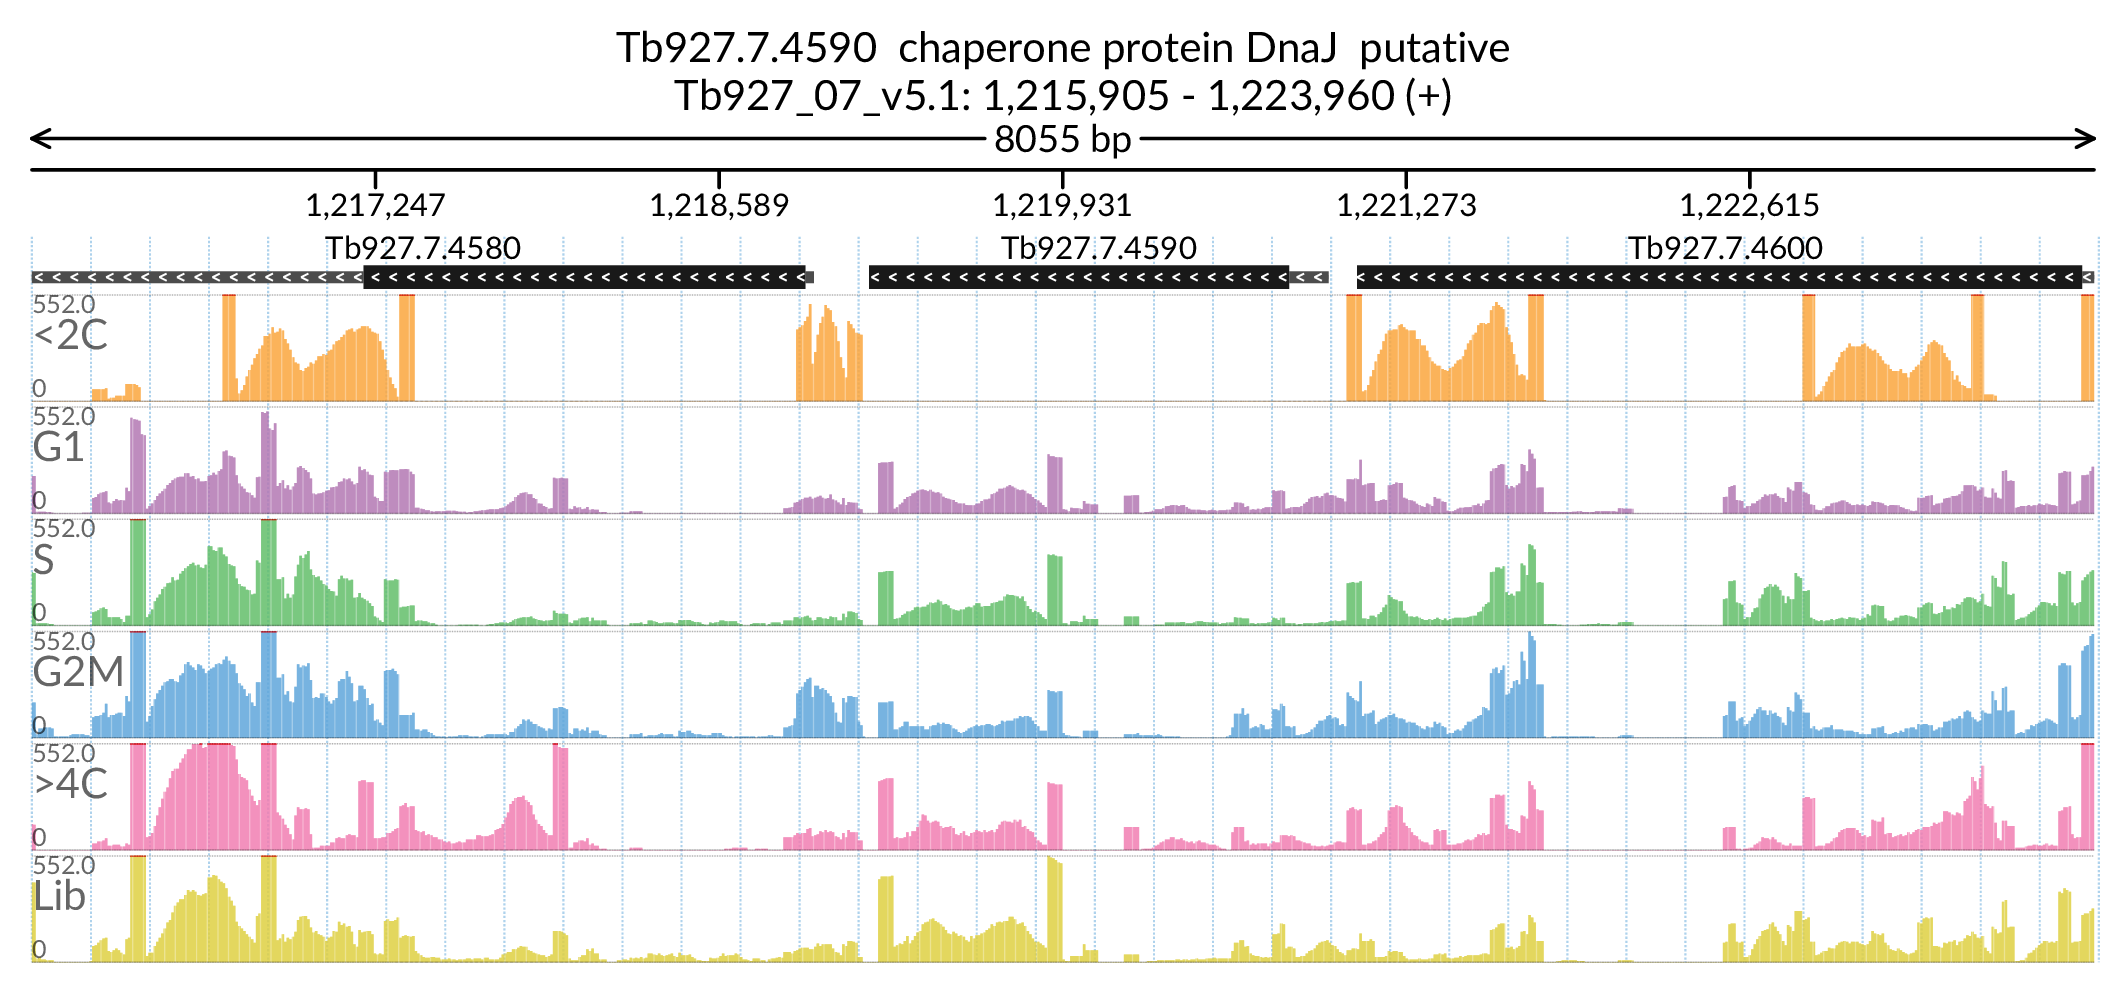 Tb927.7.4590  chaperone protein DnaJ  putative
Tb927_07_v5.1: 1,215,905 - 1,223,960 (+)
8055 bp
1,217,247 1,218,589 1,219,931 1,221,273 1,222,615
Tb927.7.4580 Tb927.7.4590 Tb927.7.4600
552.0
<2C
0
552.0
G1
0
552.0
S
0
552.0
G2M
0
552.0
>4C
0
552.0
Lib
0